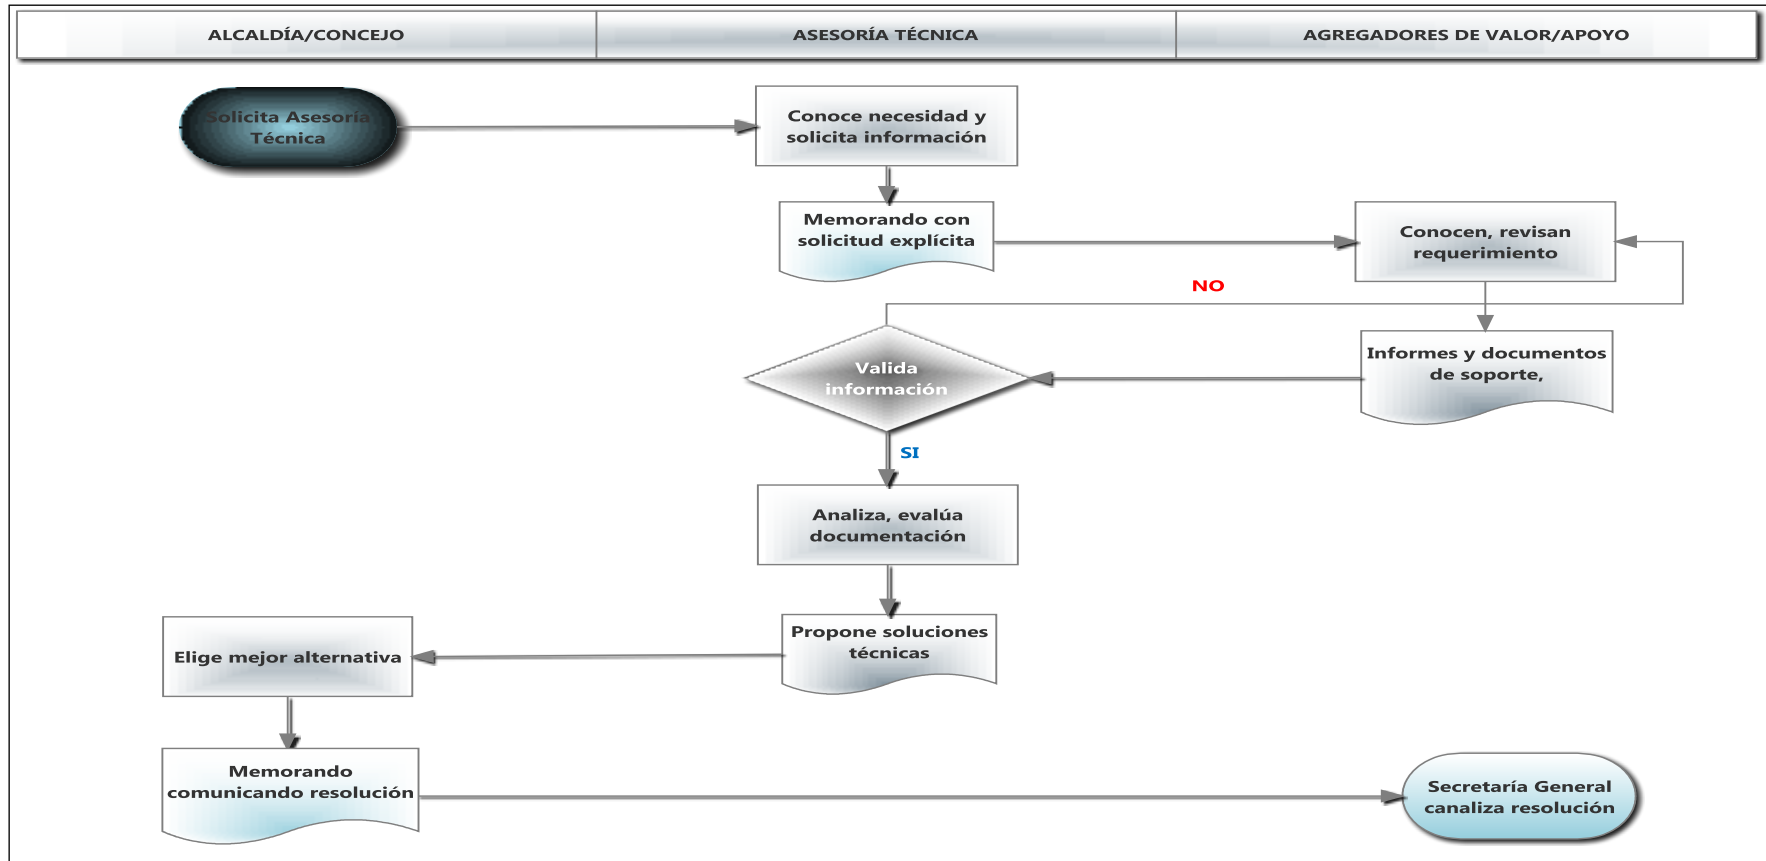 ALCALDÍA/CONCEJO
ASESORÍA TÉCNICA
AGREGADORES DE VALOR/APOYO
Solicita Asesoría
Técnica
Conoce necesidad y
solicita información
Memorando con
solicitud explícita
Conocen, revisan
requerimiento
NO
Valida
información
Informes y documentos
de soporte,
SI
Analiza, evalúa
documentación
Propone soluciones
técnicas
Elige mejor alternativa
Memorando
comunicando resolución
Secretaría General
canaliza resolución